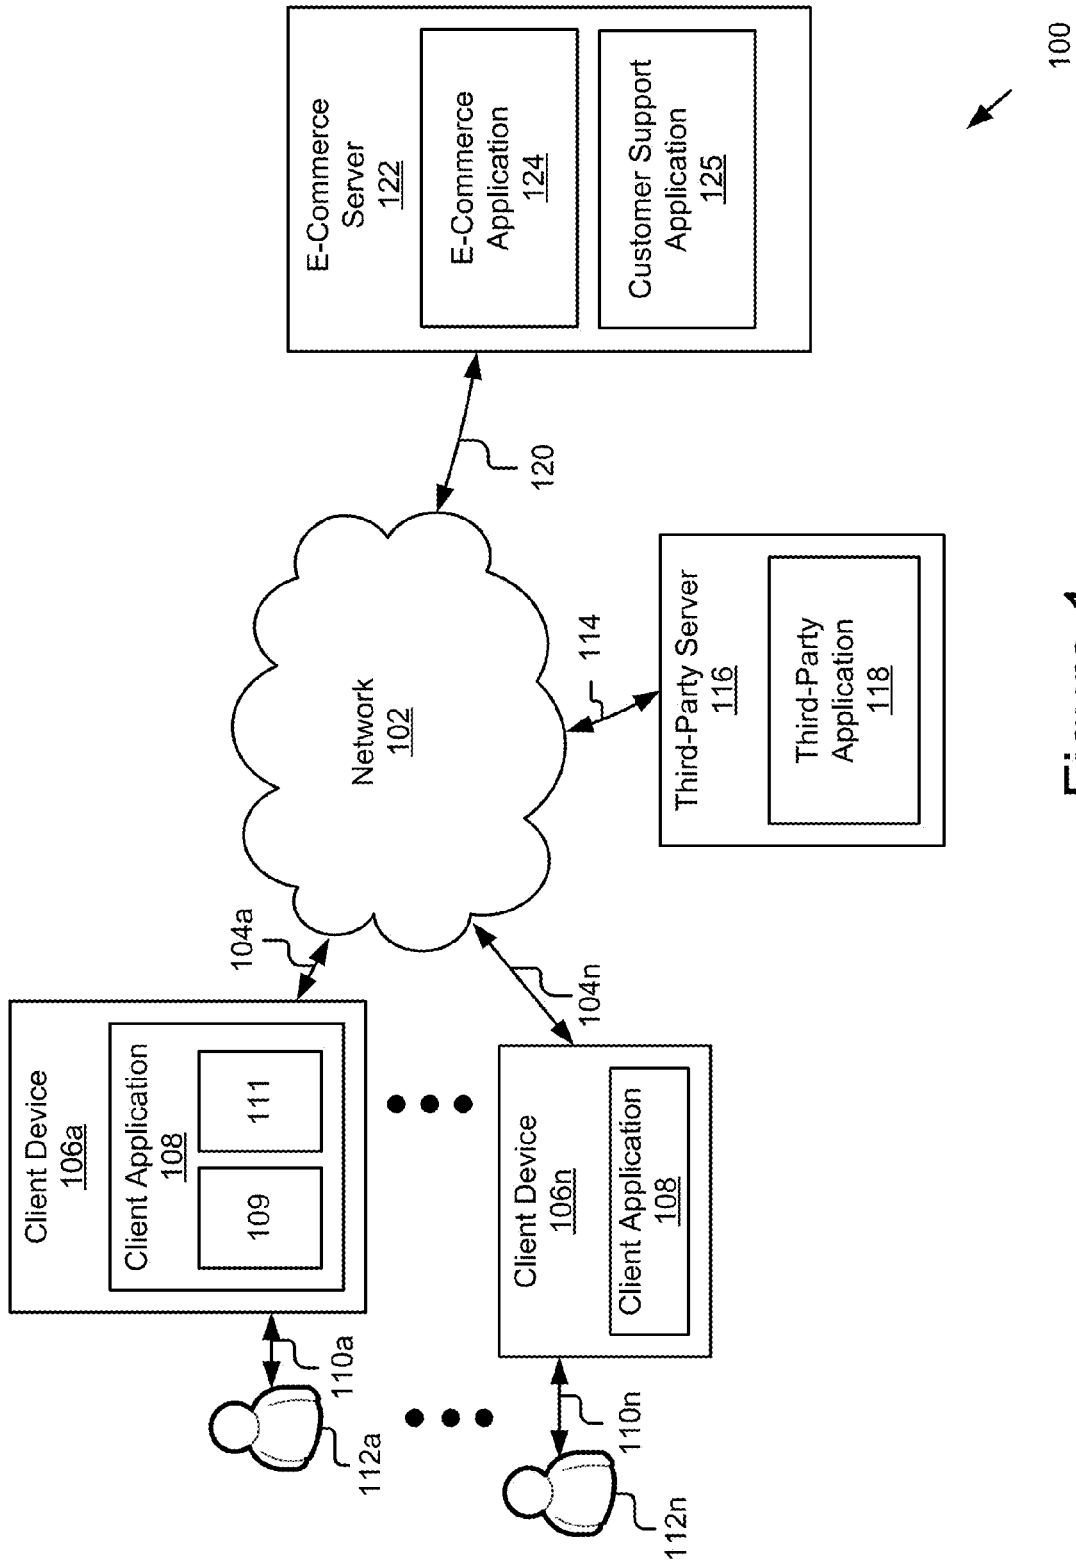 100
Client Device
106a
Client Application
108
109
111
110a
112a
104a
Client Device
106n
Client Application
108
110n
112n
104n
Network
102
114
Third-Party Server
116
Third-Party
Application
118
120
E-Commerce
Server
122
E-Commerce
Application
124
Customer Support
Application
125